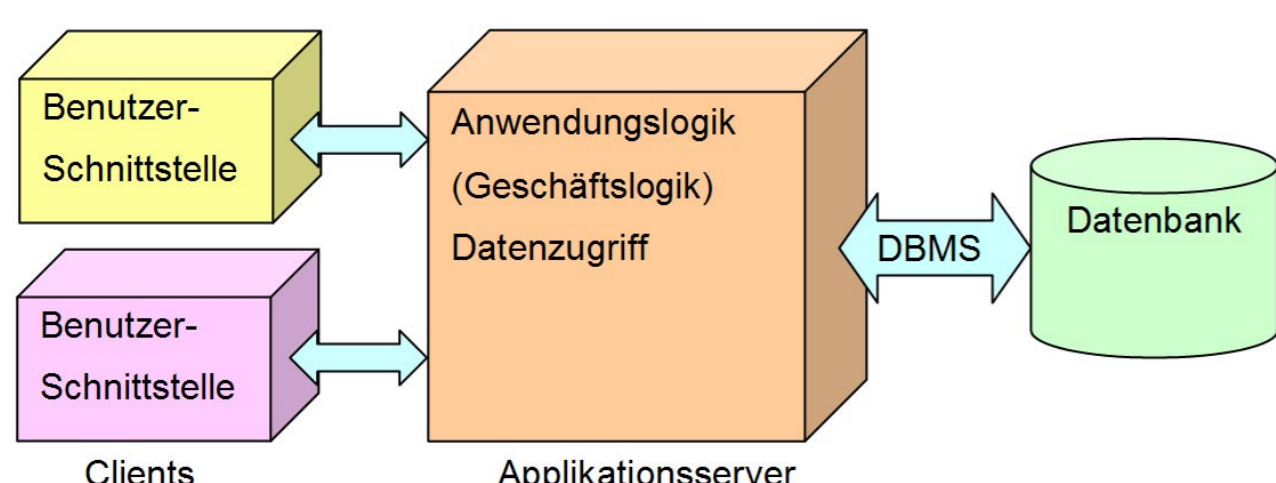 Benutzer-
Schnittstelle
Benutzer-
Schnittstelle
Clients
Anwendungslogik
(Geschäftslogik)
Datenzugriff
Applikationsserver
DBMS
Datenbank